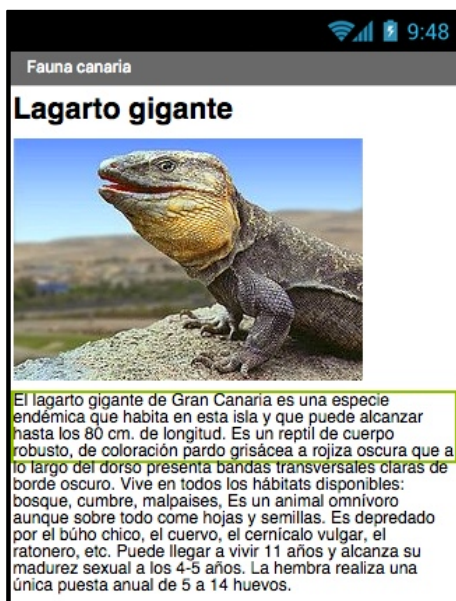 9:48
Fauna canaria
Lagarto gigante
El lagarto gigante de Gran Canaria es una especie
endémica que habita en esta isla y que puede alcanzar
hasta los 80 cm. de longitud. Es un reptil de cuerpo
robusto, de coloración pardo grisácea a rojiza oscura que a
lo largo del dorso presenta bandas transversales claras de
borde oscuro. Vive en todos los hábitats disponibles:
bosque, cumbre, malpaises, Es un animal omnívoro
aunque sobre todo come hojas y semillas. Es depredado
por el búho chico, el cuervo, el cernícalo vulgar, el
ratonero, etc. Puede llegar a vivir 11 años y alcanza su
madurez sexual a los 4-5 años. La hembra realiza una
única puesta anual de 5 a 14 huevos.